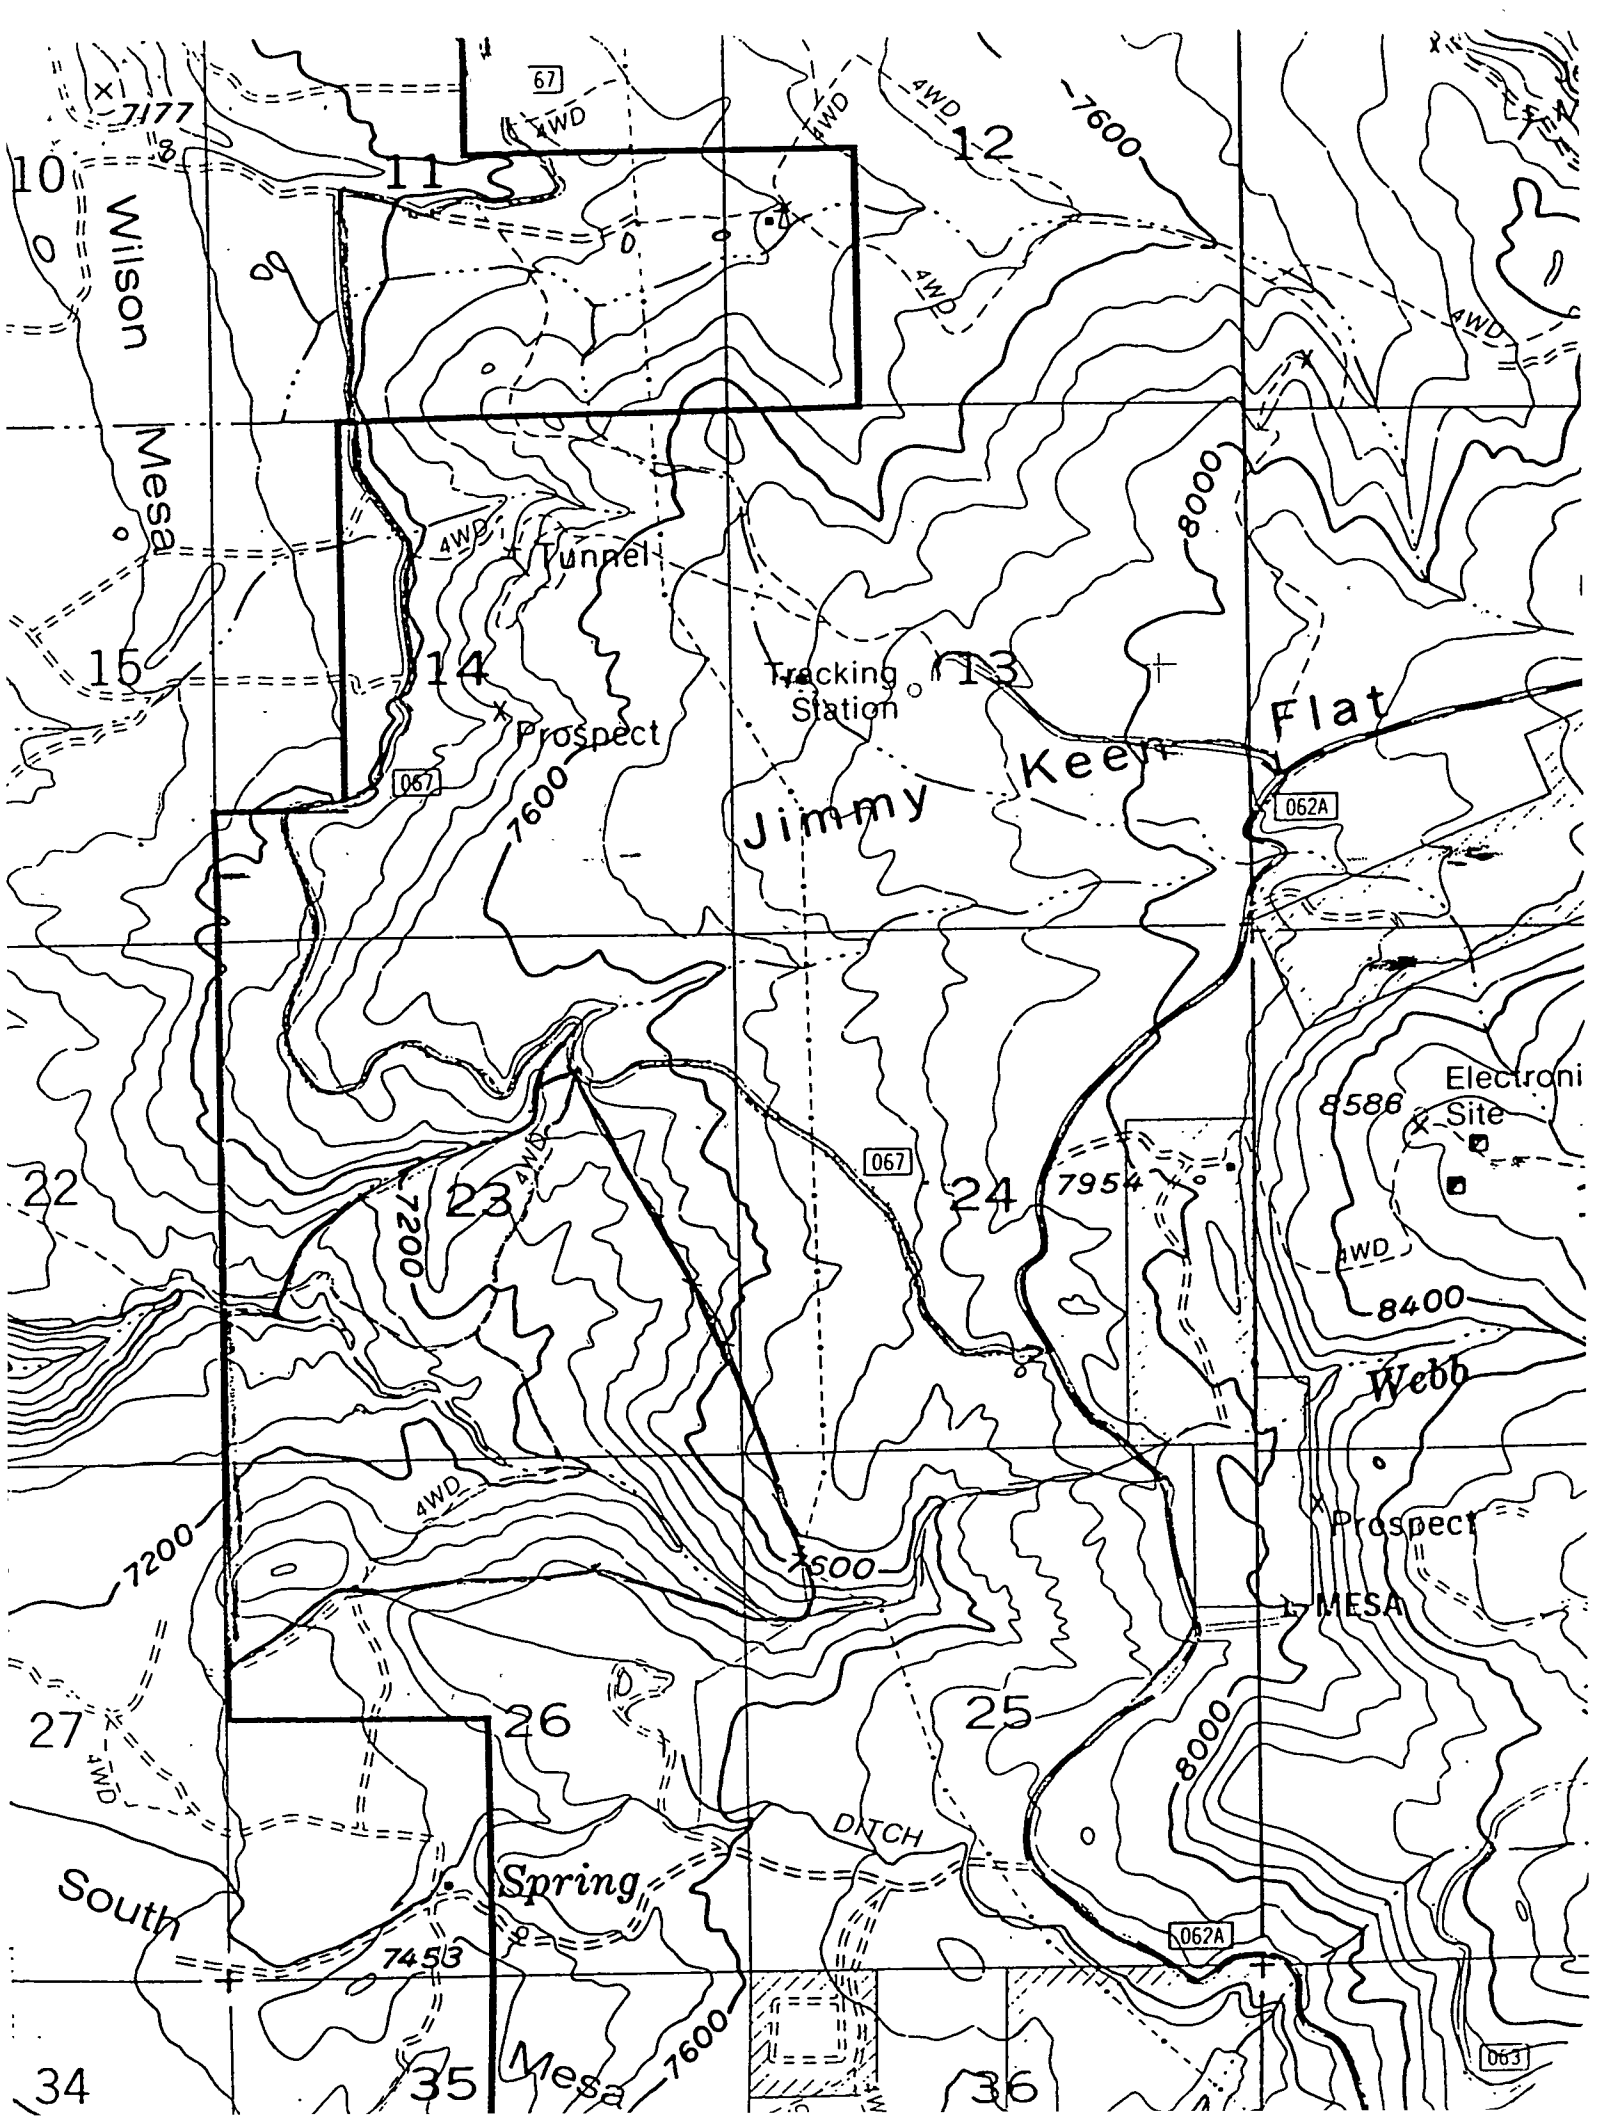 67
4WD
4WD
4WD
7600
7177
8
10
11
12
Wilson
4WD
4WD
Mesa
8000
4WD
Tunnel
15
14
Tracking
Station
13
Prospect
Flat
Keen
Jimmy
067
7600
062A
Electroni
Site
8586
4WD
067
22
23
24
7954
7200
4WD
8400
Webb
4WD
7200
Prospect
7600
MESA
27
26
25
8000
4WD
DITCH
South
Spring
7453
062A
7600
Mesa
34
35
36
063